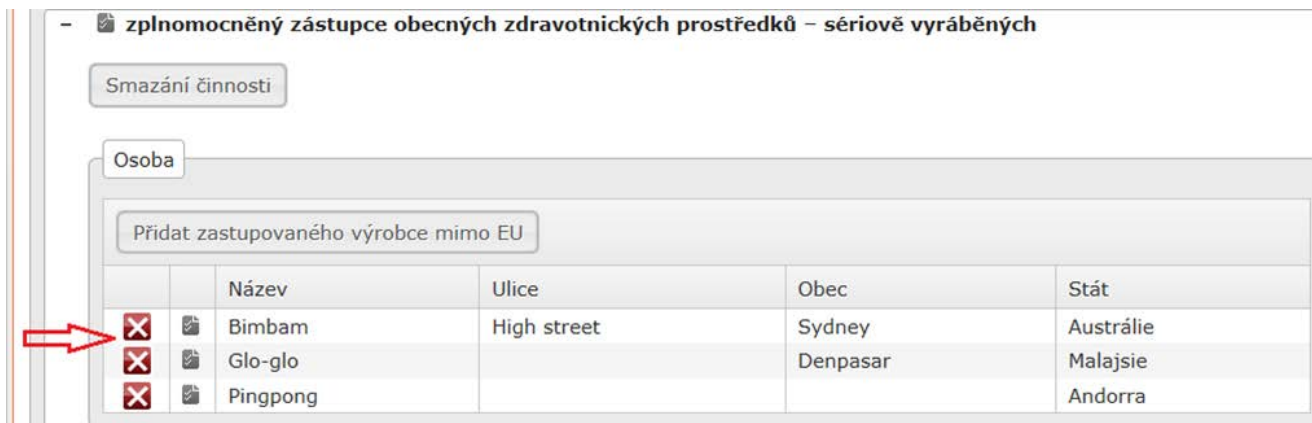 – zplnomocněný zástupce obecných zdravotnických prostředků – sériově vyráběných
Smazání činnosti
Osoba
Přidat zastupovaného výrobce mimo EU
Název Ulice Obec Stát
Bimbam High street Sydney Austrálie
Glo-glo Denpasar Malajsie
Pingpong Andorra